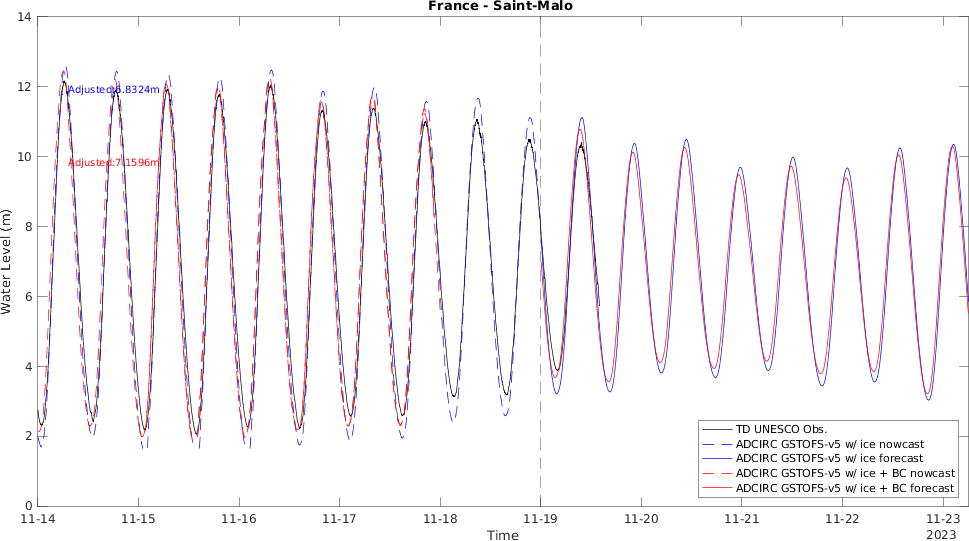 France - Saint-Malo
14
12
10
8
6
4
2
0
Water Level (m)
Adjusted:6.8324m
Adjusted:7.1596m
TD UNESCO Obs.
ADCIRC GSTOFS-v5 w/ ice nowcast
ADCIRC GSTOFS-v5 w/ ice forecast
ADCIRC GSTOFS-v5 w/ ice + BC nowcast
ADCIRC GSTOFS-v5 w/ ice + BC forecast
11-14 11-15 11-16 11-17 11-18 11-19 11-20 11-21 11-22 11-23
2023
Time